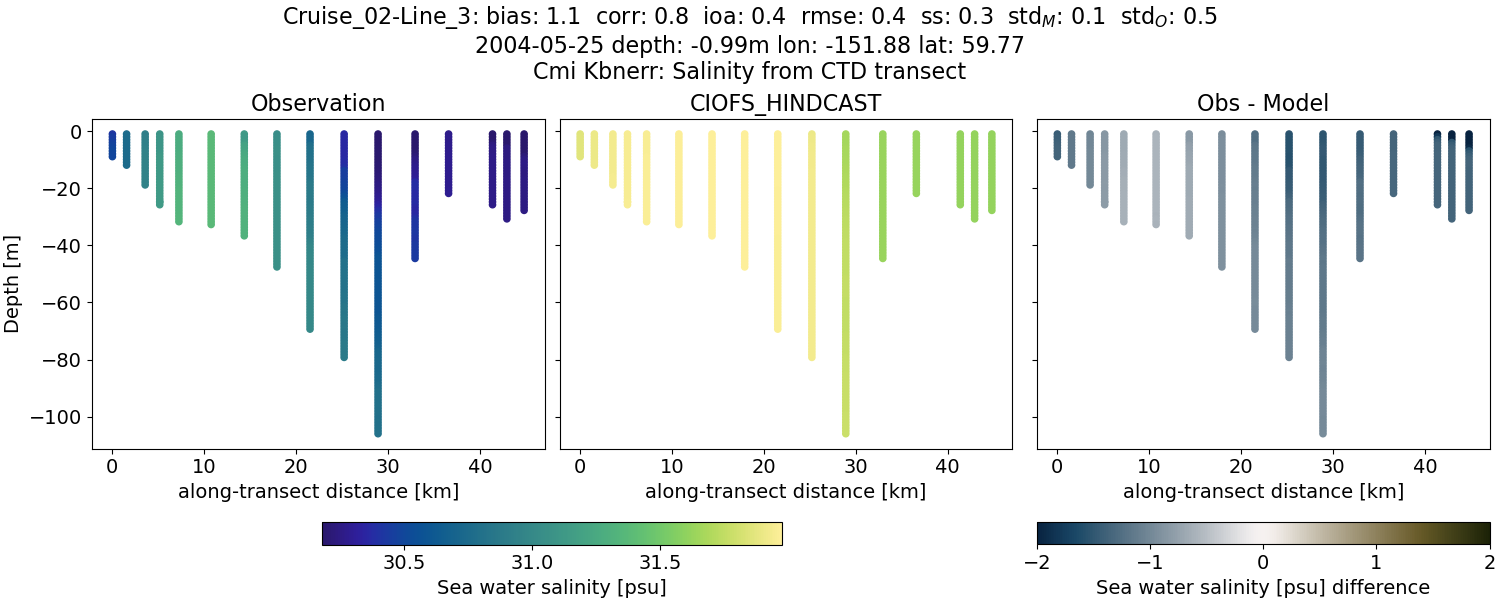 Cruise_02-Line_3: bias: 1.1  corr: 0.8  ioa: 0.4  rmse: 0.4  ss: 0.3  std_M: 0.1  std_O: 0.5
2004-05-25 depth: -0.99m lon: -151.88 lat: 59.77
Cmi Kbnerr: Salinity from CTD transect
Observation
CIOFS_HINDCAST
Obs - Model
Depth [m]
0
−20
−40
−60
−80
−100
0 10 20 30 40
0 10 20 30 40
0 10 20 30 40
along-transect distance [km]
along-transect distance [km]
along-transect distance [km]
30.5 31.0 31.5
Sea water salinity [psu]
−2 −1 0 1 2
Sea water salinity [psu] difference